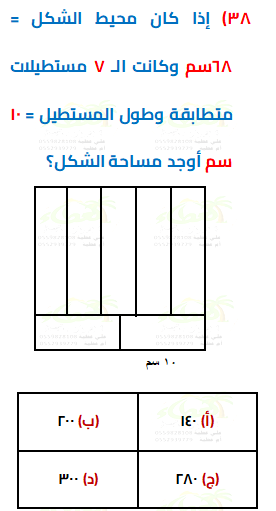 ٣٨) إذا كان محيط الشكل =
٦٨سم وكانت الـ ٧ مستطيلات
متطابقة وطول المستطيل = ١٠
سم أوجد مساحة الشكل؟
١٠ سم
(أ) ١٤٠
(ب) ٢٠٠
(ج) ٢٨٠
(د) ٣٠٠